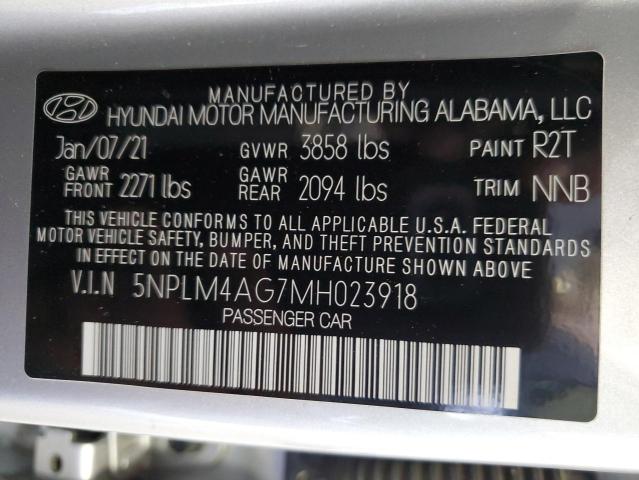 MANUFACTURED BY
HYUNDAI MOTOR MANUFACTURING ALABAMA, LLC
Jan/07/21 GVWR 3858 lbs PAINT R2T
GAWR FRONT 2271 lbs GAWR REAR 2094 lbs TRIM NNB
THIS VEHICLE CONFORMS TO ALL APPLICABLE U.S.A. FEDERAL
MOTOR VEHICLE SAFETY, BUMPER, AND THEFT PREVENTION STANDARDS
IN EFFECT ON THE DATE OF MANUFACTURE SHOWN ABOVE
V.I.N 5NPLM4AG7MH023918
PASSENGER CAR